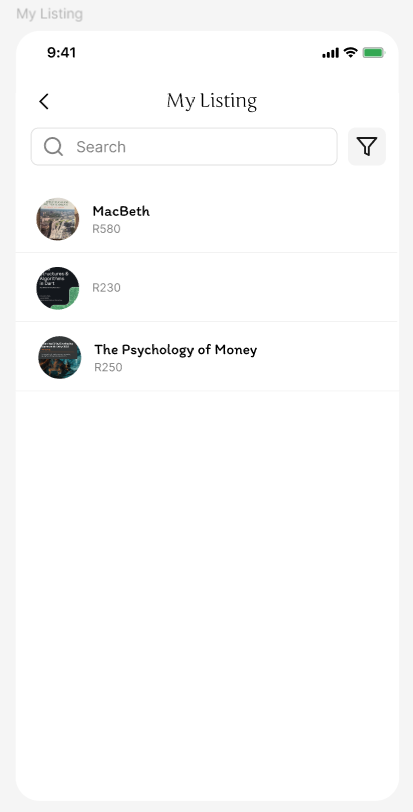 My Listing
9:41
My Listing
Search
MacBeth
R580
Structures &
Algorithms
in Dart
R230
The Psychology of Money
R250